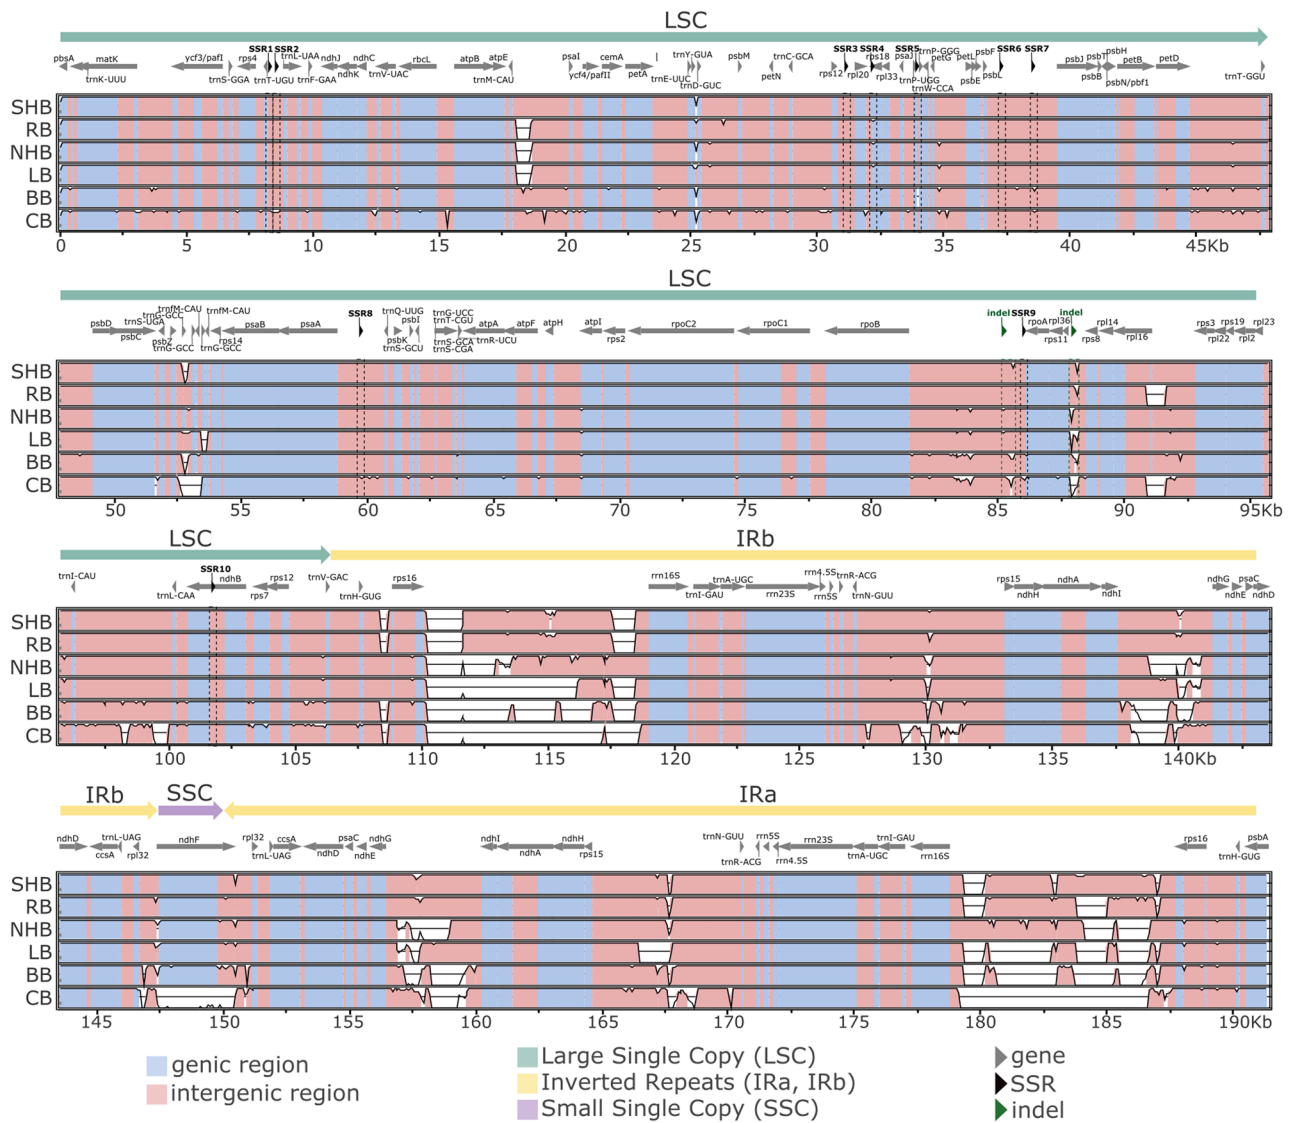 LSC
SSR1 SSR2 SSR3 SSR4 SSR5 trnP-GGG SSR6 SSR7
pbsA matK ycf3/pafI rps4 trnL-UAA ndhJ ndhC rbcL atpB atpE psaI cemA trnY-GUA psbM trnC-GCA rps18 psaJ petG petL psbF psbJ psbT psbH petB petD
trnK-UUU trnS-GGA trnT-UGU trnF-GAA ndhK trnV-UAC trnM-CAU ycf4/pafII petA trnE-UUC trnD-GUC petN rps12 rpl20 rpl33 trnP-UGG trnW-CCA psbE psbL psbB psbN/pbf1 trnT-GGU
SHB
RB
NHB
LB
BB
CB
0 5 10 15 20 25 30 35 40 45Kb
LSC
trnfM-CAU trnfM-CAU SSR8 trnQ-UUG trnG-UCC indel SSR9 indel
psbD trnS-UGA trnG-GCC psaB psaA psbI trnT-CGU atpA atpF atpH atpI rpoC2 rpoC1 rpoB rpoA rpl36 rpl14 rps3 rps19 rpl23
psbC psbZ trnG-GCC trnG-GCC rps14 psbK trnS-GCU trnS-GCA trnS-CGA trnR-UCU rps2 rps11 rps8 rpl16 rpl22 rpl2
SHB
RB
NHB
LB
BB
CB
50 55 60 65 70 75 80 85 90 95Kb
LSC IRb
trnI-CAU SSR10 ndhB rps12 trnV-GAC rps16 rrn16S trnA-UGC rrn4.5S trnR-ACG rps15 ndhA ndhG psaC
trnL-CAA rps7 trnH-GUG trnI-GAU rrn23S rrn5S trnN-GUU ndhH ndhI ndhE ndhD
SHB
RB
NHB
LB
BB
CB
100 105 110 115 120 125 130 135 140Kb
IRb SSC IRa
ndhD trnL-UAG ndhF rpl32 ccsA psaC ndhG ndhI ndhH trnN-GUU rrn5S rrn23S trnI-GAU rps16 psbA
ccsA rpl32 trnL-UAG ndhD ndhE ndhA rps15 trnR-ACG rrn4.5S trnA-UGC rrn16S trnH-GUG
SHB
RB
NHB
LB
BB
CB
145 150 155 160 165 170 175 180 185 190Kb
genic region
intergenic region
Large Single Copy (LSC)
Inverted Repeats (IRa, IRb)
Small Single Copy (SSC)
gene
SSR
indel